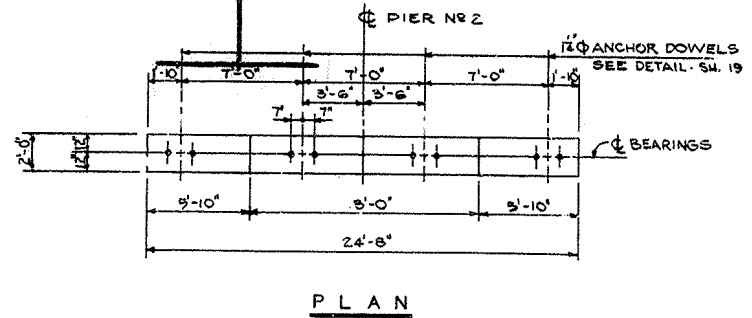 ℄ PIER Nº 2
1½"Φ ANCHOR DOWELS
SEE DETAIL - SH. 19
1'-10" 7'-0" 7'-0" 7'-0" 1'-10"
3'-6" 3'-6"
7" 7"
2'-0" 12" 12"
℄ BEARINGS
5'-10" 8'-0" 5'-10"
24'-8"
PLAN